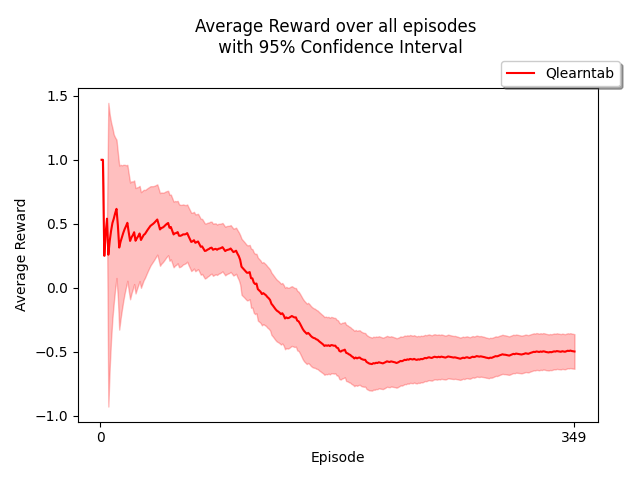 Average Reward over all episodes
with 95% Confidence Interval
Qlearntab
1.5
1.0
0.5
0.0
−0.5
−1.0
Average Reward
0
349
Episode